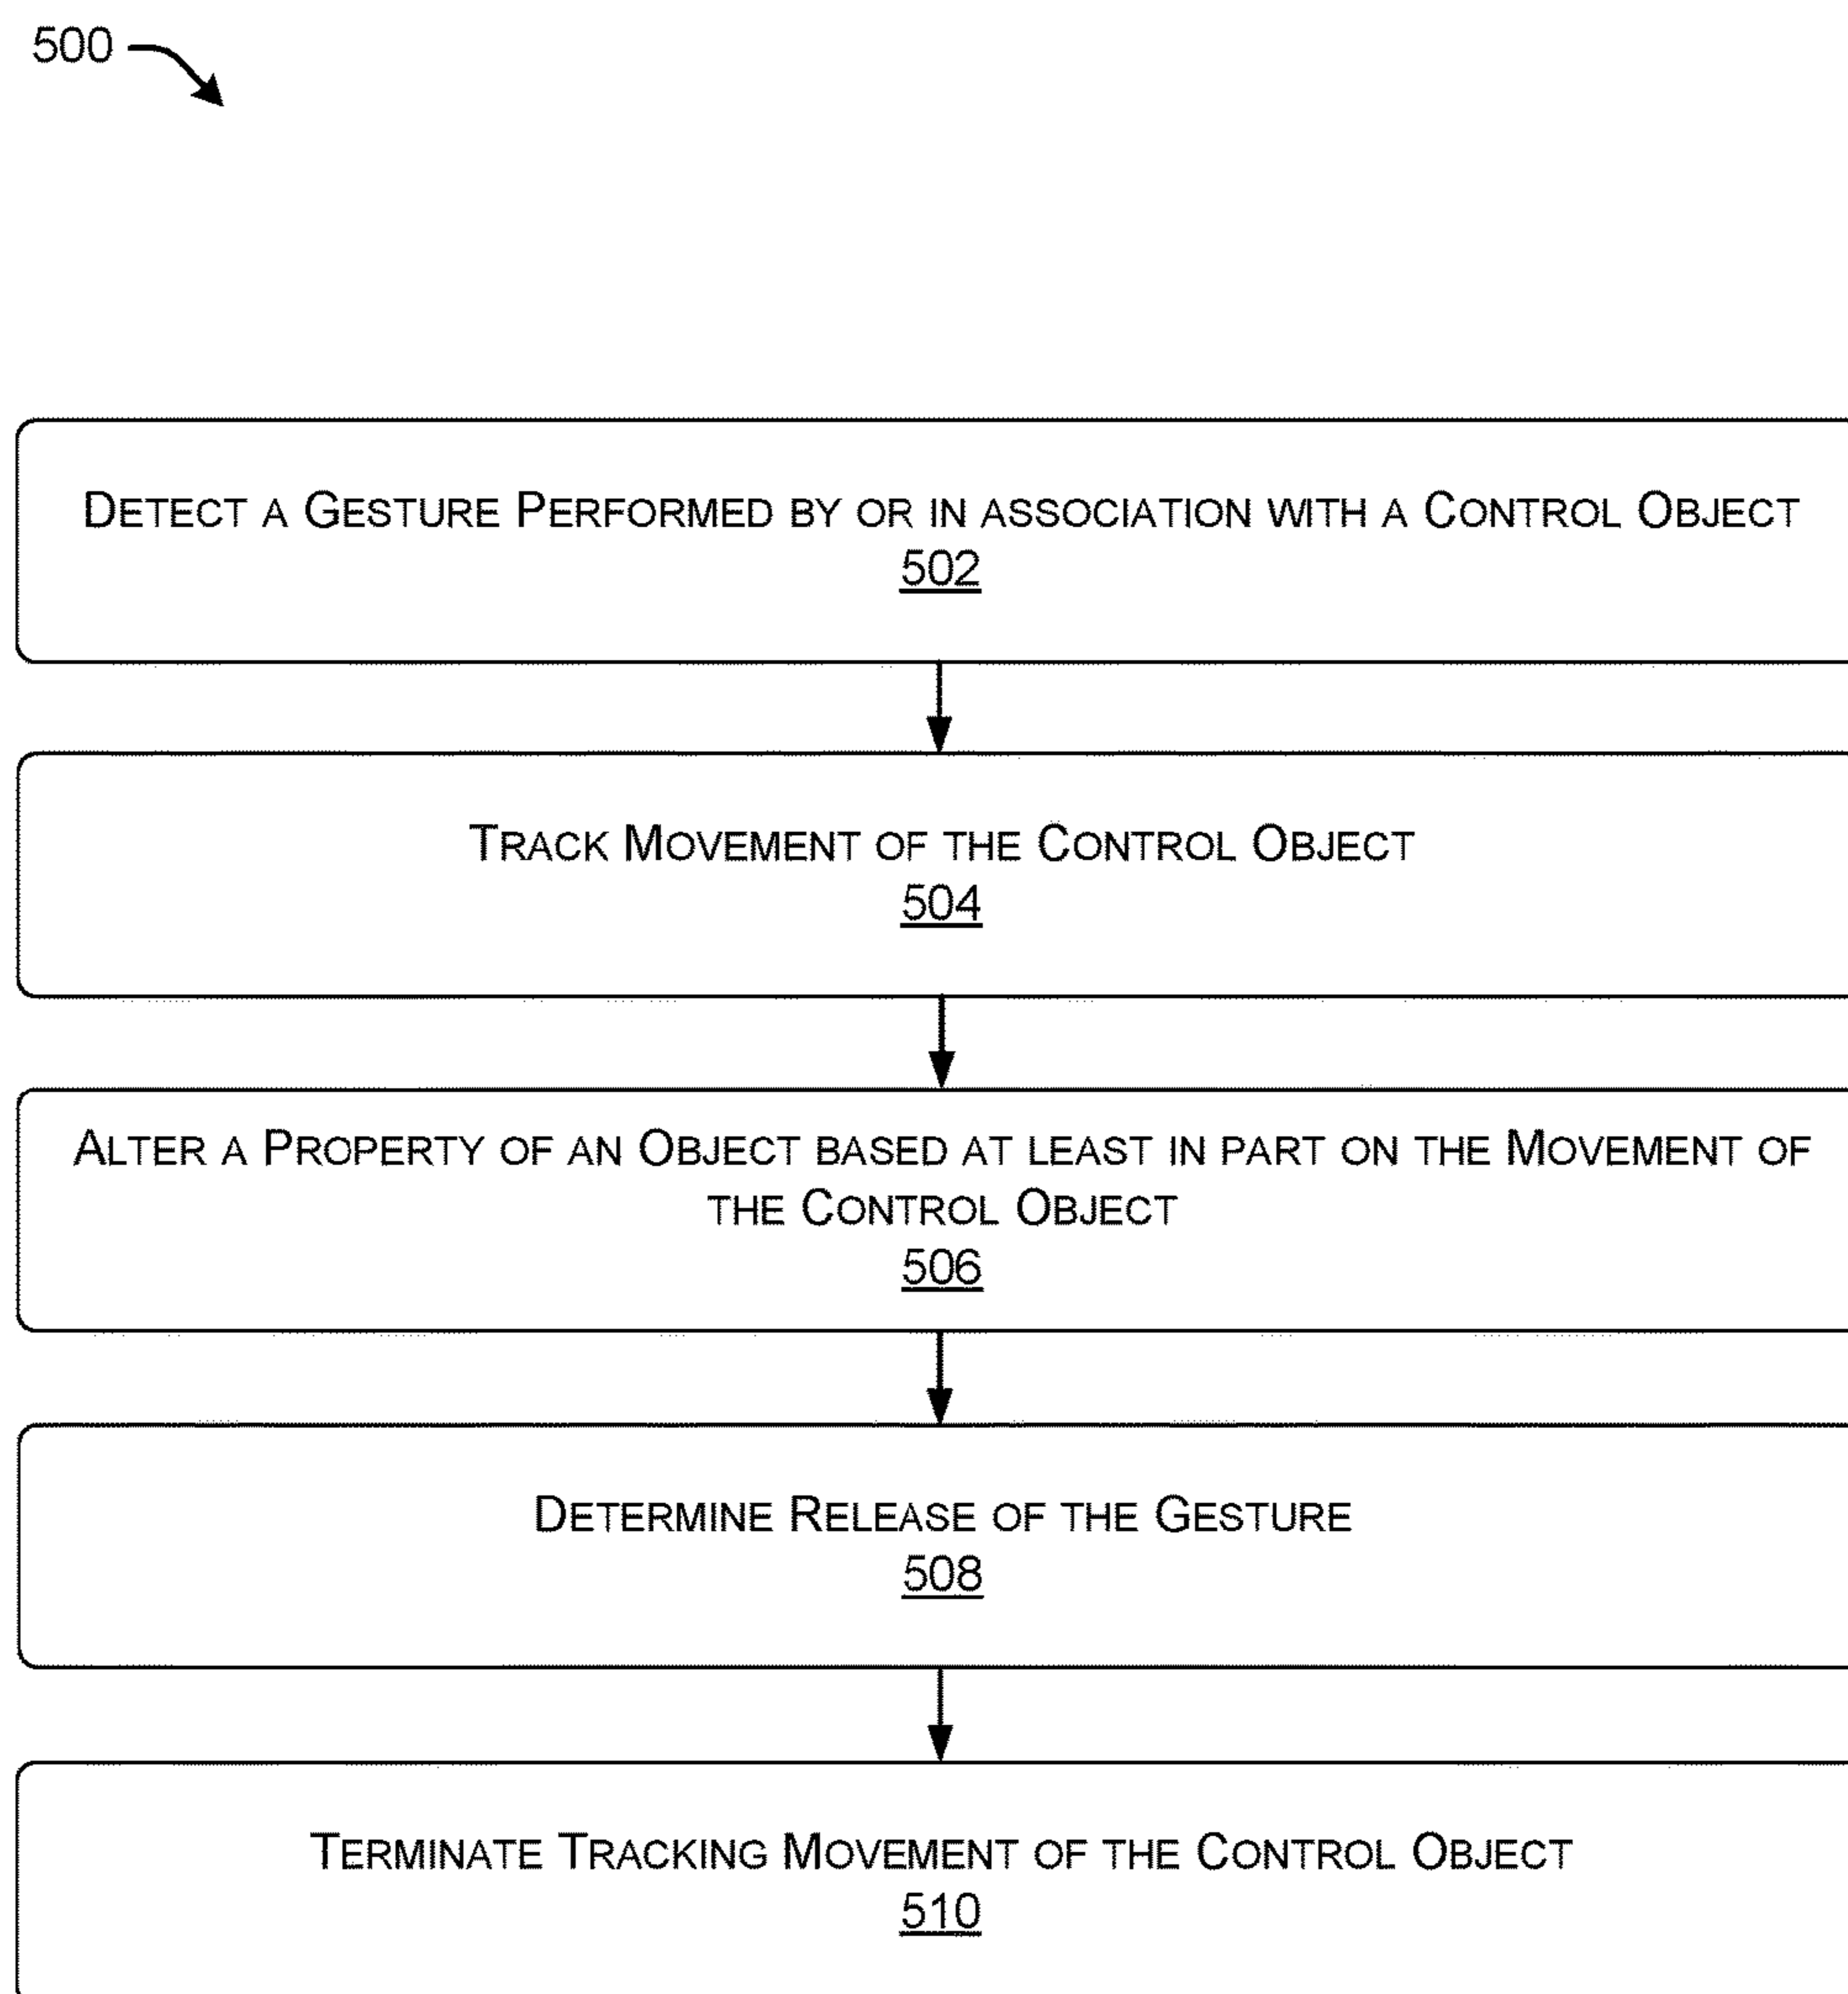 500
DETECT A GESTURE PERFORMED BY OR IN ASSOCIATION WITH A CONTROL OBJECT
502
TRACK MOVEMENT OF THE CONTROL OBJECT
504
ALTER A PROPERTY OF AN OBJECT BASED AT LEAST IN PART ON THE MOVEMENT OF
THE CONTROL OBJECT
506
DETERMINE RELEASE OF THE GESTURE
508
TERMINATE TRACKING MOVEMENT OF THE CONTROL OBJECT
510